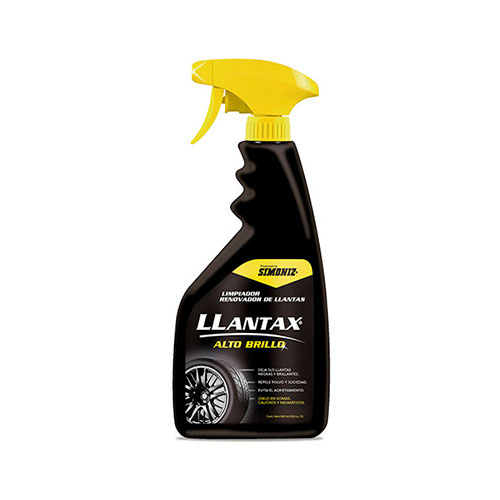 Produced by
SIMONIZ
LIMPIADOR
RENOVADOR DE LLANTAS
LLANTAX®
ALTO BRILLO
DEJA SUS LLANTAS
NEGRAS Y BRILLANTES.
REPELE POLVO Y SUCIEDAD.
EVITA EL AGRIETAMIENTO.
ÚSELO EN GOMAS,
CAUCHOS Y NEUMÁTICOS.